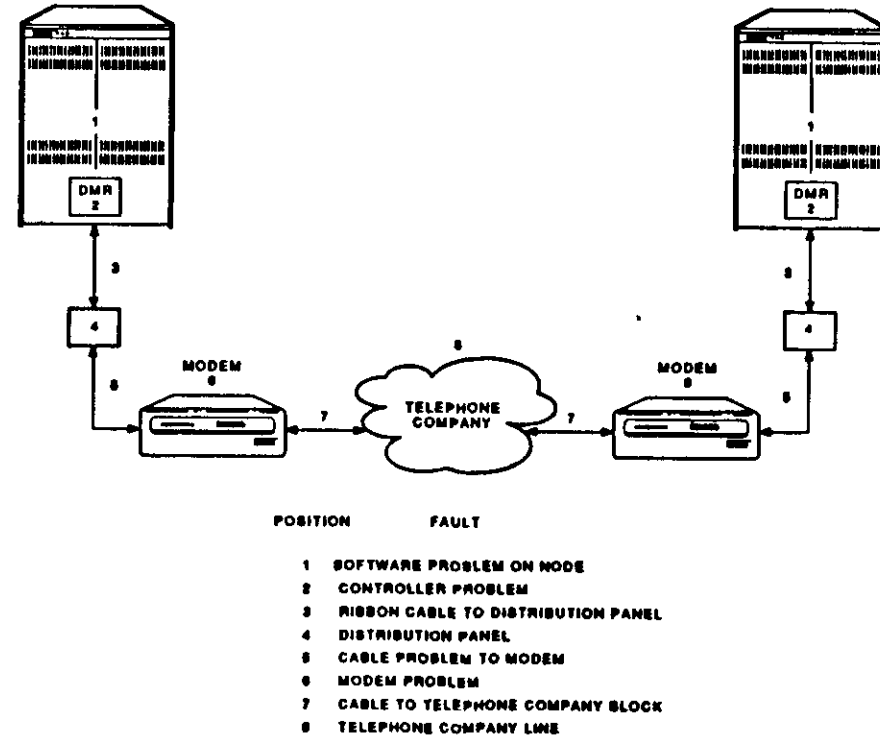 1
1
DMR
2
DMR
2
3
3
4
4
8
MODEM
6
MODEM
6
5
5
7
TELEPHONE
COMPANY
7
POSITION FAULT
1 SOFTWARE PROBLEM ON NODE
2 CONTROLLER PROBLEM
3 RIBBON CABLE TO DISTRIBUTION PANEL
4 DISTRIBUTION PANEL
5 CABLE PROBLEM TO MODEM
6 MODEM PROBLEM
7 CABLE TO TELEPHONE COMPANY BLOCK
8 TELEPHONE COMPANY LINE